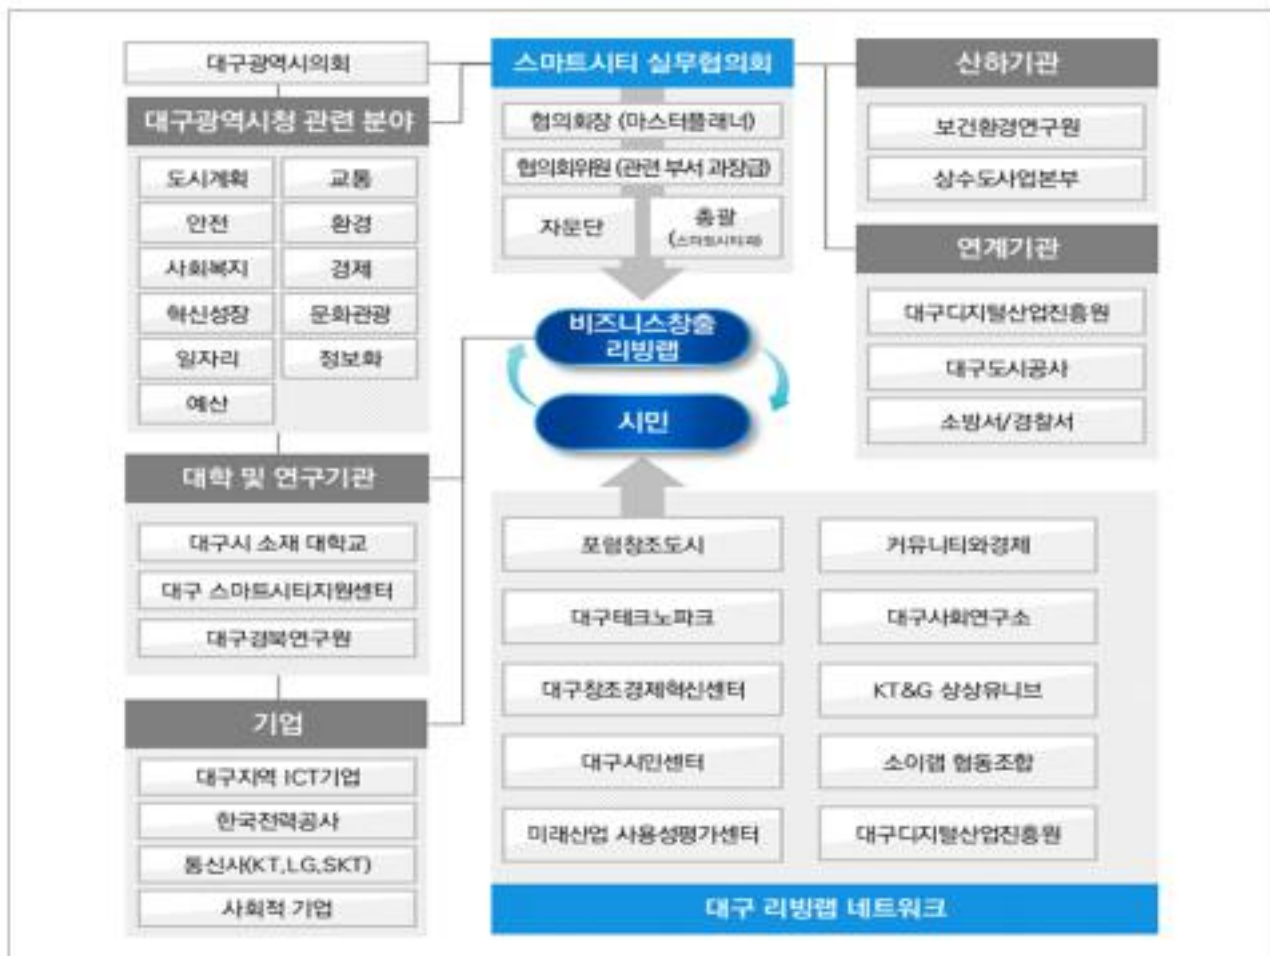 대구광역시의회
대구광역시청 관련 분야
도시계획
교통
안전
환경
사회복지
경제
혁신성장
문화관광
일자리
정보화
예산
대학 및 연구기관
대구시 소재 대학교
대구 스마트시티지원센터
대구경북연구원
기업
대구지역 ICT기업
한국전력공사
통신사(KT,LG,SKT)
사회적 기업
스마트시티 실무협의회
협의회장 (마스터플래너)
협의회위원 (관련 부서 과장급)
자문단
총괄
(스마트시티과)
비즈니스창출
리빙랩
시민
산하기관
보건환경연구원
상수도사업본부
연계기관
대구디지털산업진흥원
대구도시공사
소방서/경찰서
포럼창조도시
커뮤니티와경제
대구테크노파크
대구사회연구소
대구창조경제혁신센터
KT&G 상상유니브
대구시민센터
소이랩 협동조합
미래산업 사용성평가센터
대구디지털산업진흥원
대구 리빙랩 네트워크